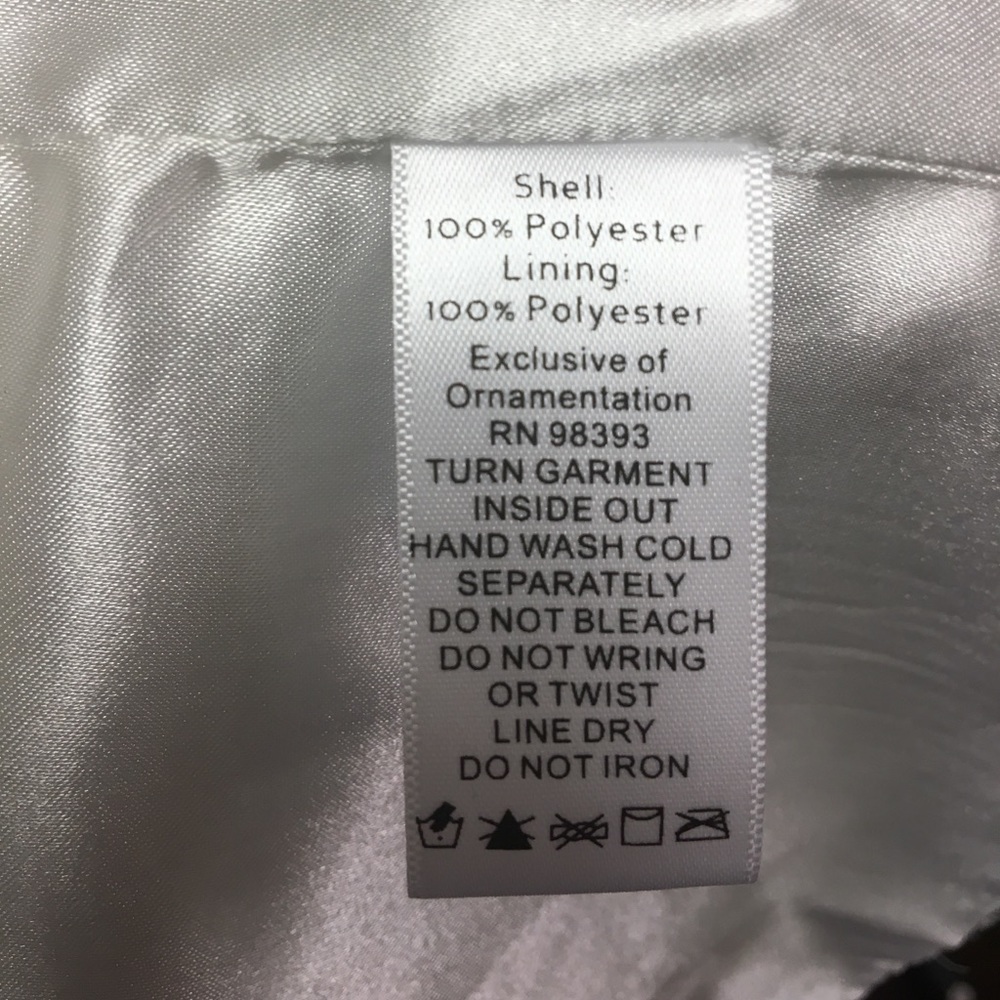 Shell:
100% Polyester
Lining:
100% Polyester
Exclusive of
Ornamentation
RN 98393
TURN GARMENT
INSIDE OUT
HAND WASH COLD
SEPARATELY
DO NOT BLEACH
DO NOT WRING
OR TWIST
LINE DRY
DO NOT IRON